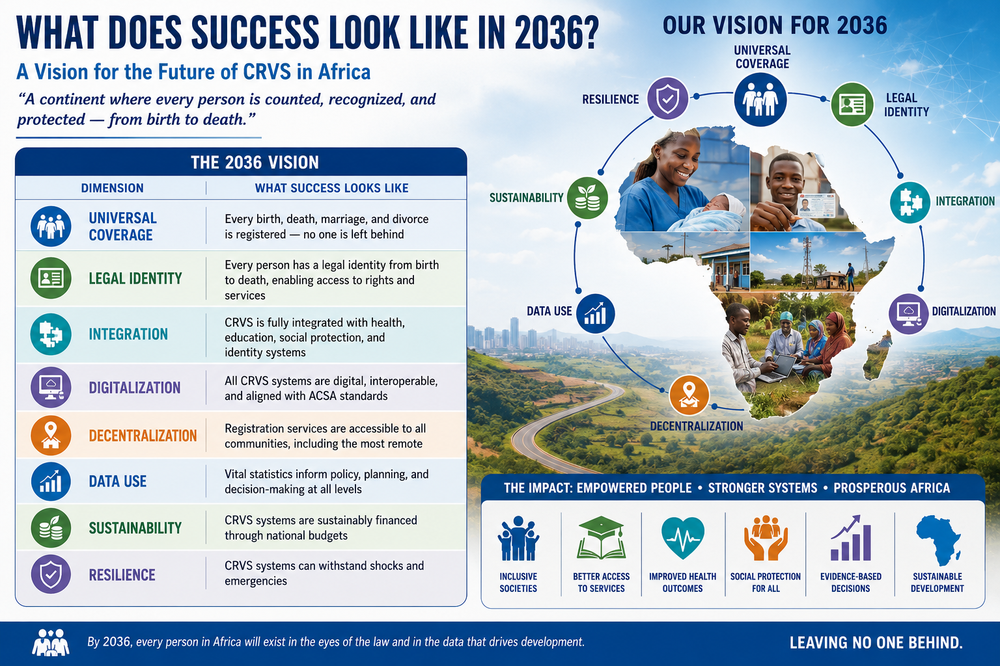 WHAT DOES SUCCESS LOOK LIKE IN 2036?
A Vision for the Future of CRVS in Africa
“A continent where every person is counted, recognized, and
protected — from birth to death.”
THE 2036 VISION
DIMENSION
WHAT SUCCESS LOOKS LIKE
UNIVERSAL
COVERAGE
Every birth, death, marriage, and divorce
is registered — no one is left behind
LEGAL IDENTITY
Every person has a legal identity from birth
to death, enabling access to rights and
services
INTEGRATION
CRVS is fully integrated with health,
education, social protection, and
identity systems
DIGITALIZATION
All CRVS systems are digital, interoperable,
and aligned with ACSA standards
DECENTRALIZATION
Registration services are accessible to all
communities, including the most remote
DATA USE
Vital statistics inform policy, planning, and
decision-making at all levels
SUSTAINABILITY
CRVS systems are sustainably financed
through national budgets
RESILIENCE
CRVS systems can withstand shocks and
emergencies
OUR VISION FOR 2036
UNIVERSAL
COVERAGE
RESILIENCE
LEGAL
IDENTITY
SUSTAINABILITY
INTEGRATION
DATA USE
DIGITALIZATION
DECENTRALIZATION
THE IMPACT: EMPOWERED PEOPLE • STRONGER SYSTEMS • PROSPEROUS AFRICA
INCLUSIVE
SOCIETIES
BETTER ACCESS
TO SERVICES
IMPROVED HEALTH
OUTCOMES
SOCIAL PROTECTION
FOR ALL
EVIDENCE-BASED
DECISIONS
SUSTAINABLE
DEVELOPMENT
By 2036, every person in Africa will exist in the eyes of the law and in the data that drives development.
LEAVING NO ONE BEHIND.